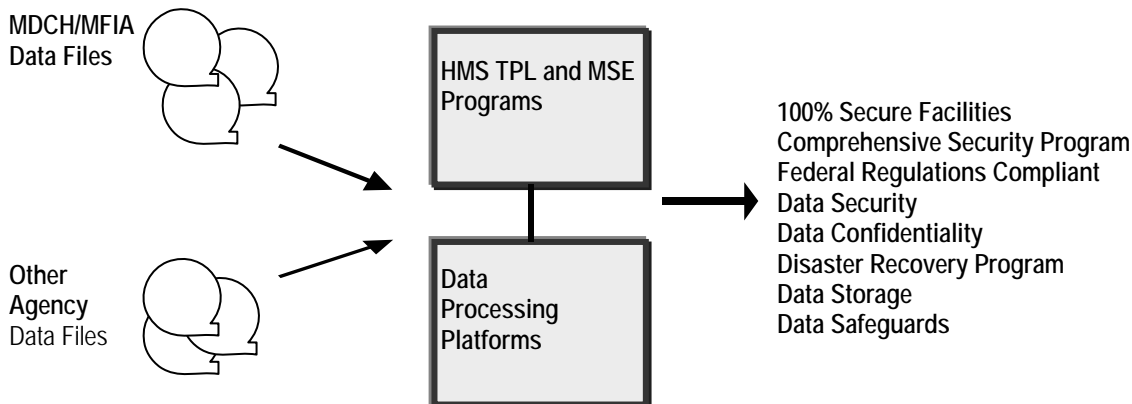 MDCH/MFIA
Data Files
HMS TPL and MSE
Programs
100% Secure Facilities
Comprehensive Security Program
Federal Regulations Compliant
Data Security
Data Confidentiality
Disaster Recovery Program
Data Storage
Data Safeguards
Other
Agency
Data Files
Data
Processing
Platforms